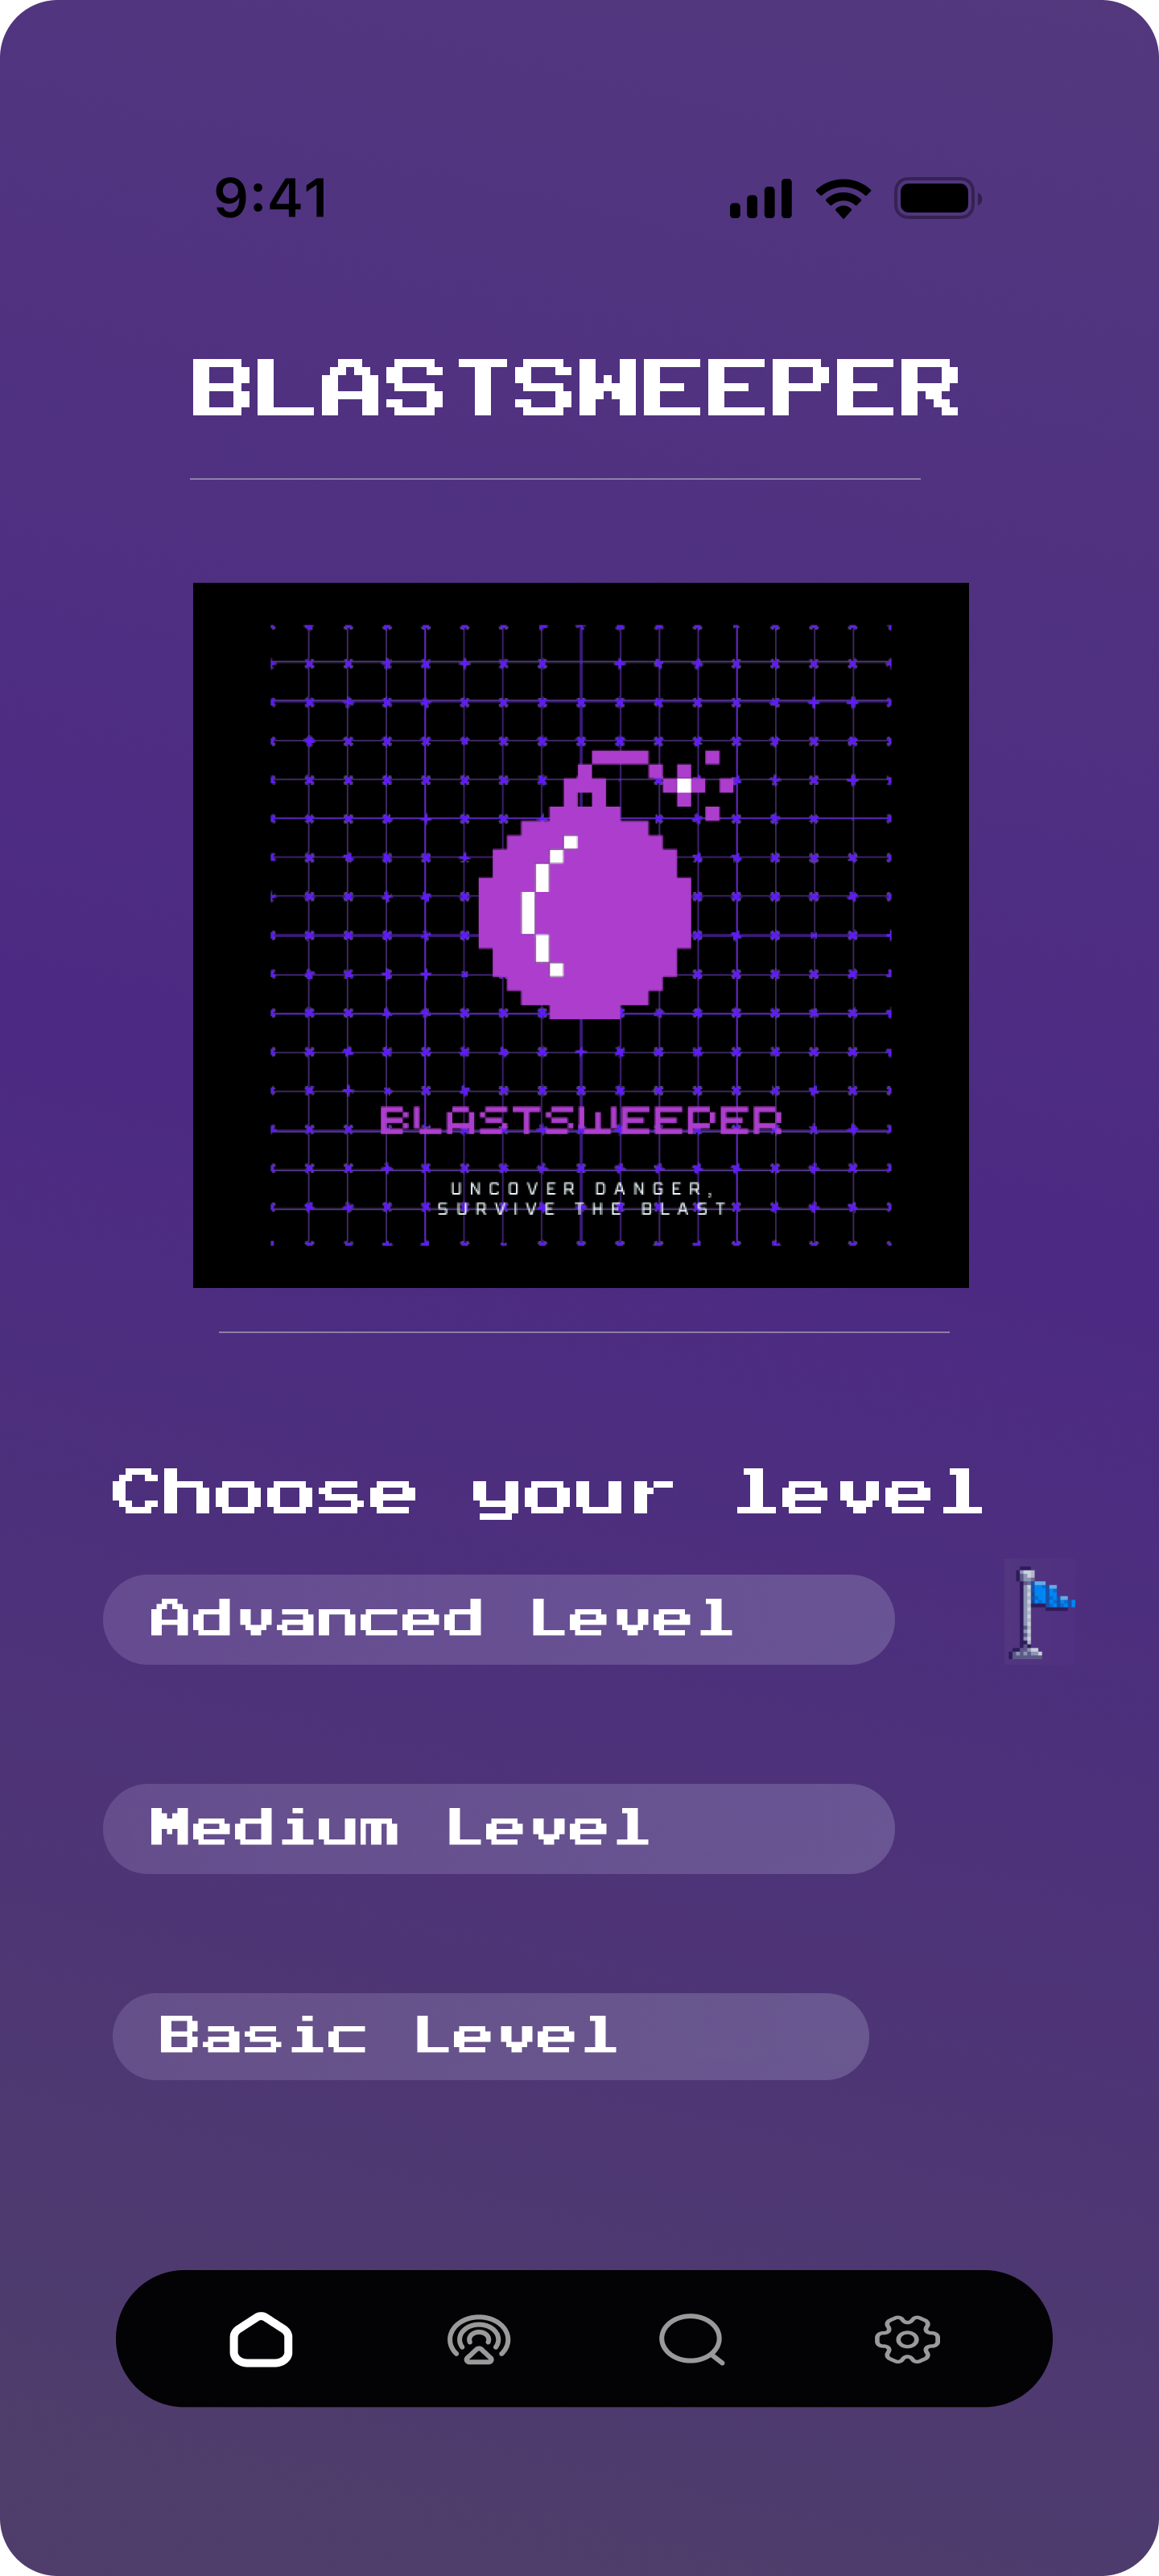 9:41
BLASTSWEEPER
BLASTSWEEPER
UNCOVER DANGER,
SURVIVE THE BLAST
Choose your level
Advanced Level
Medium Level
Basic Level